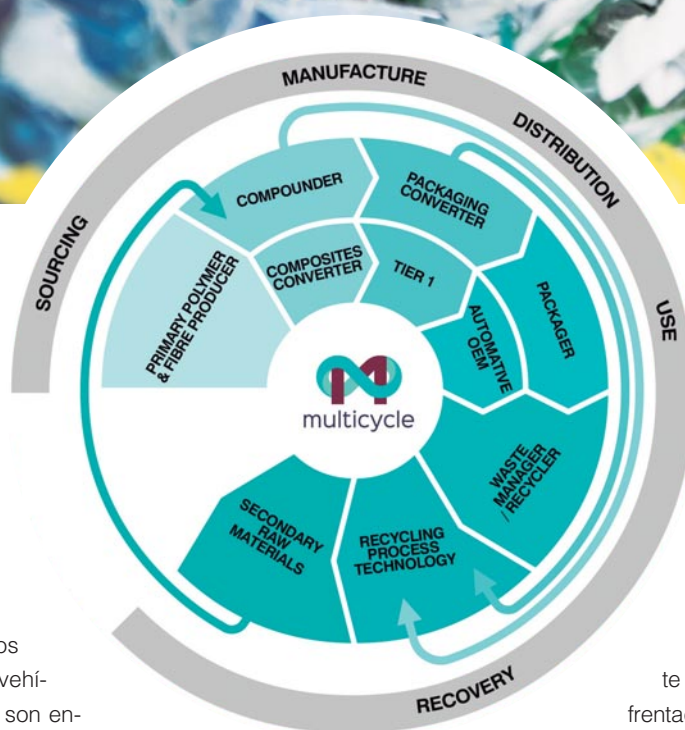 MANUFACTURE
DISTRIBUTION
SOURCING
USE
RECOVERY
COMPOUNDER
PACKAGING
CONVERTER
PRIMARY POLYMER
& FIBRE PRODUCER
COMPOSITES
CONVERTER
TIER 1
AUTOMATIVE
OEM
PACKAGER
multicycle
WASTE
MANAGER
/ RECYCLER
SECONDARY
RAW
MATERIALS
RECYCLING
PROCESS
TECHNOLOGY
os
vehí-
son en-
te
frentac